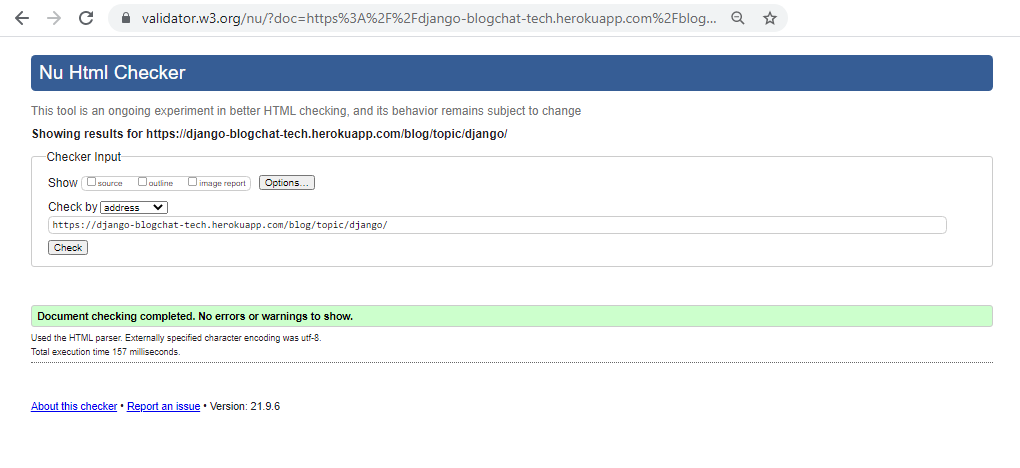 validator.w3.org/nu/?doc=https%3A%2F%2Fdjango-blogchat-tech.herokuapp.com%2Fblog...
Nu Html Checker
This tool is an ongoing experiment in better HTML checking, and its behavior remains subject to change
Showing results for https://django-blogchat-tech.herokuapp.com/blog/topic/django/
Checker Input
Show source outline image report Options...
Check by address
https://django-blogchat-tech.herokuapp.com/blog/topic/django/
Check
Document checking completed. No errors or warnings to show.
Used the HTML parser. Externally specified character encoding was utf-8.
Total execution time 157 milliseconds.
About this checker • Report an issue • Version: 21.9.6